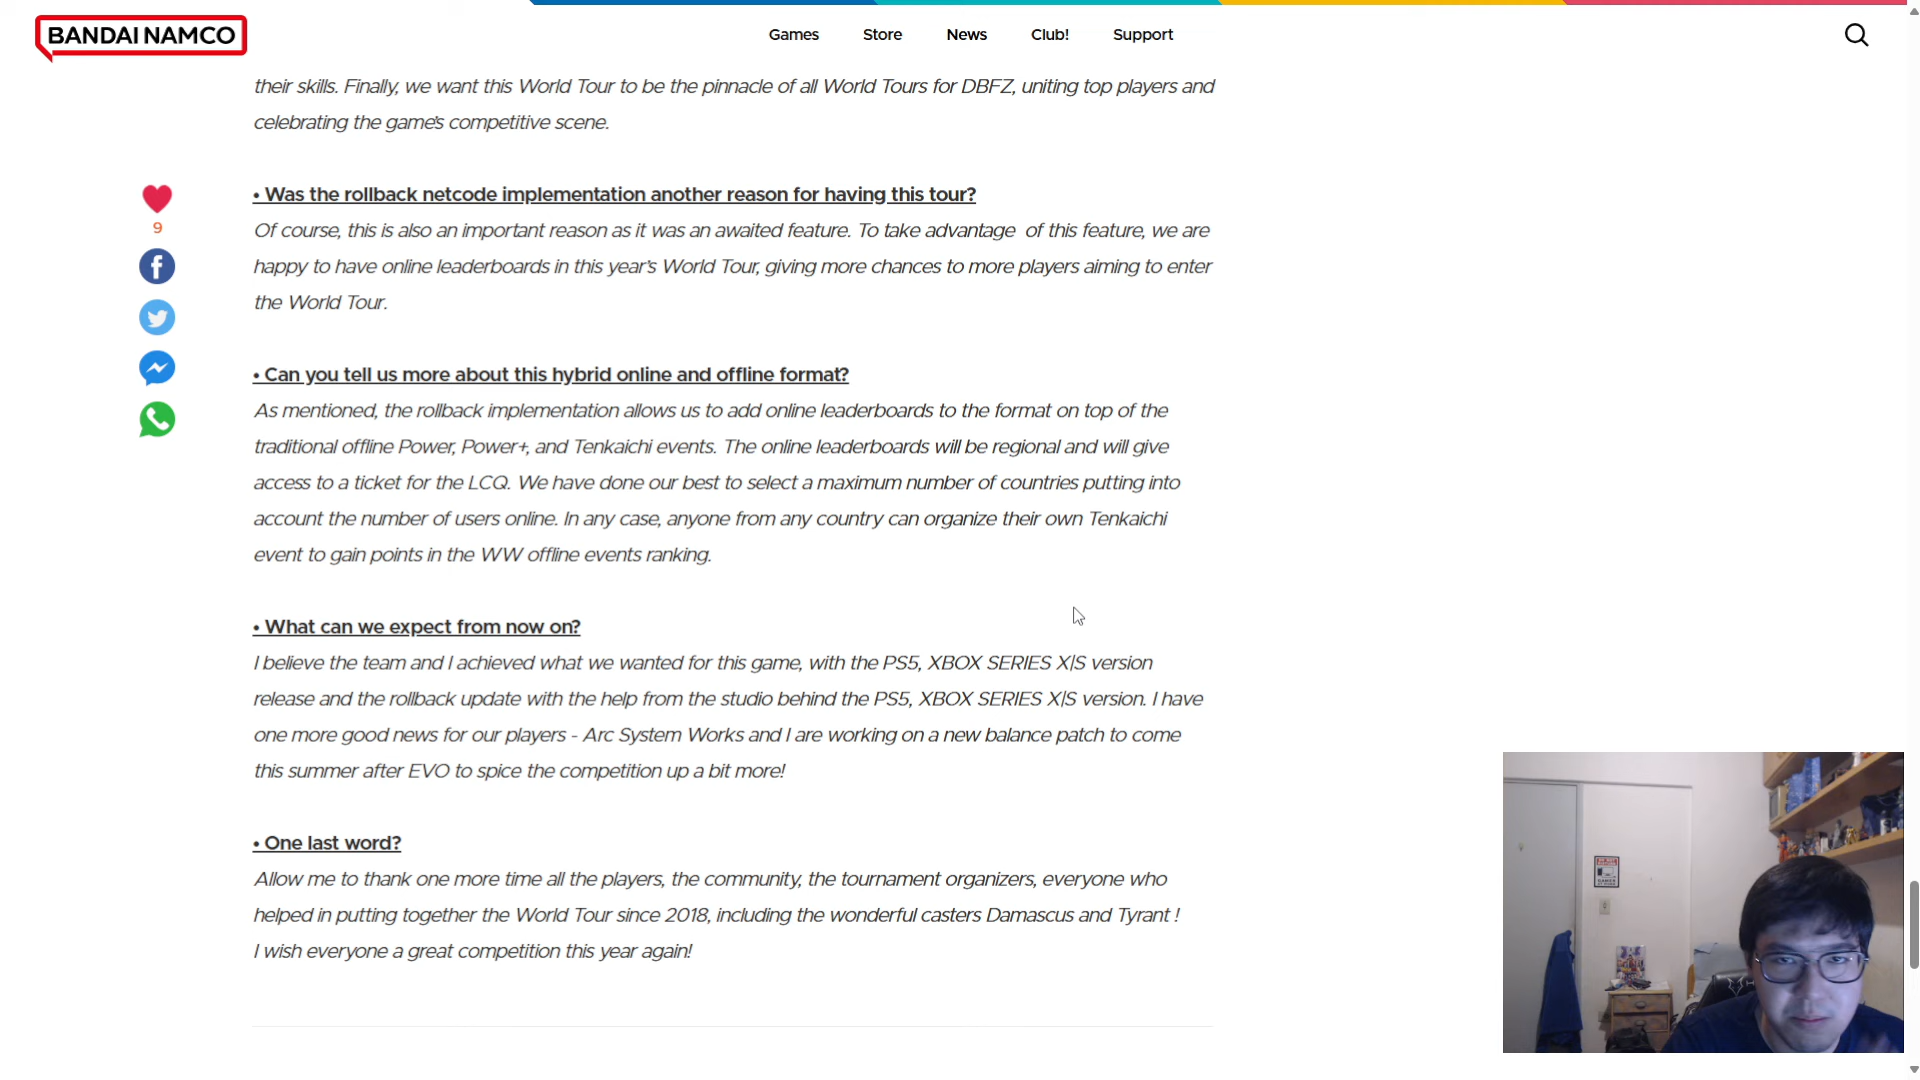 BANDAI NAMCO
Games
Store
News
Club!
Support
their skills. Finally, we want this World Tour to be the pinnacle of all World Tours for DBFZ, uniting top players and
celebrating the game's competitive scene.
• Was the rollback netcode implementation another reason for having this tour?
Of course, this is also an important reason as it was an awaited feature. To take advantage of this feature, we are
happy to have online leaderboards in this year's World Tour, giving more chances to more players aiming to enter
the World Tour.
9
• Can you tell us more about this hybrid online and offline format?
As mentioned, the rollback implementation allows us to add online leaderboards to the format on top of the
traditional offline Power, Power+, and Tenkaichi events. The online leaderboards will be regional and will give
access to a ticket for the LCQ. We have done our best to select a maximum number of countries putting into
account the number of users online. In any case, anyone from any country can organize their own Tenkaichi
event to gain points in the WW offline events ranking.
• What can we expect from now on?
I believe the team and I achieved what we wanted for this game, with the PS5, XBOX SERIES X|S version
release and the rollback update with the help from the studio behind the PS5, XBOX SERIES X|S version. I have
one more good news for our players - Arc System Works and I are working on a new balance patch to come
this summer after EVO to spice the competition up a bit more!
• One last word?
Allow me to thank one more time all the players, the community, the tournament organizers, everyone who
helped in putting together the World Tour since 2018, including the wonderful casters Damascus and Tyrant !
I wish everyone a great competition this year again!